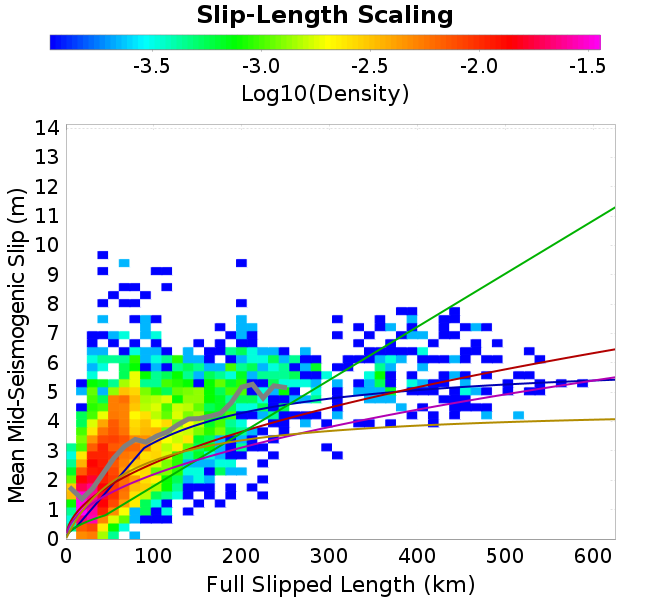 Slip-Length Scaling
-3.5 -3.0 -2.5 -2.0 -1.5
Log10(Density)
14
13
12
11
10
9
8
7
6
5
4
3
2
1
0
Mean Mid-Seismogenic Slip (m)
0 100 200 300 400 500 600
Full Slipped Length (km)